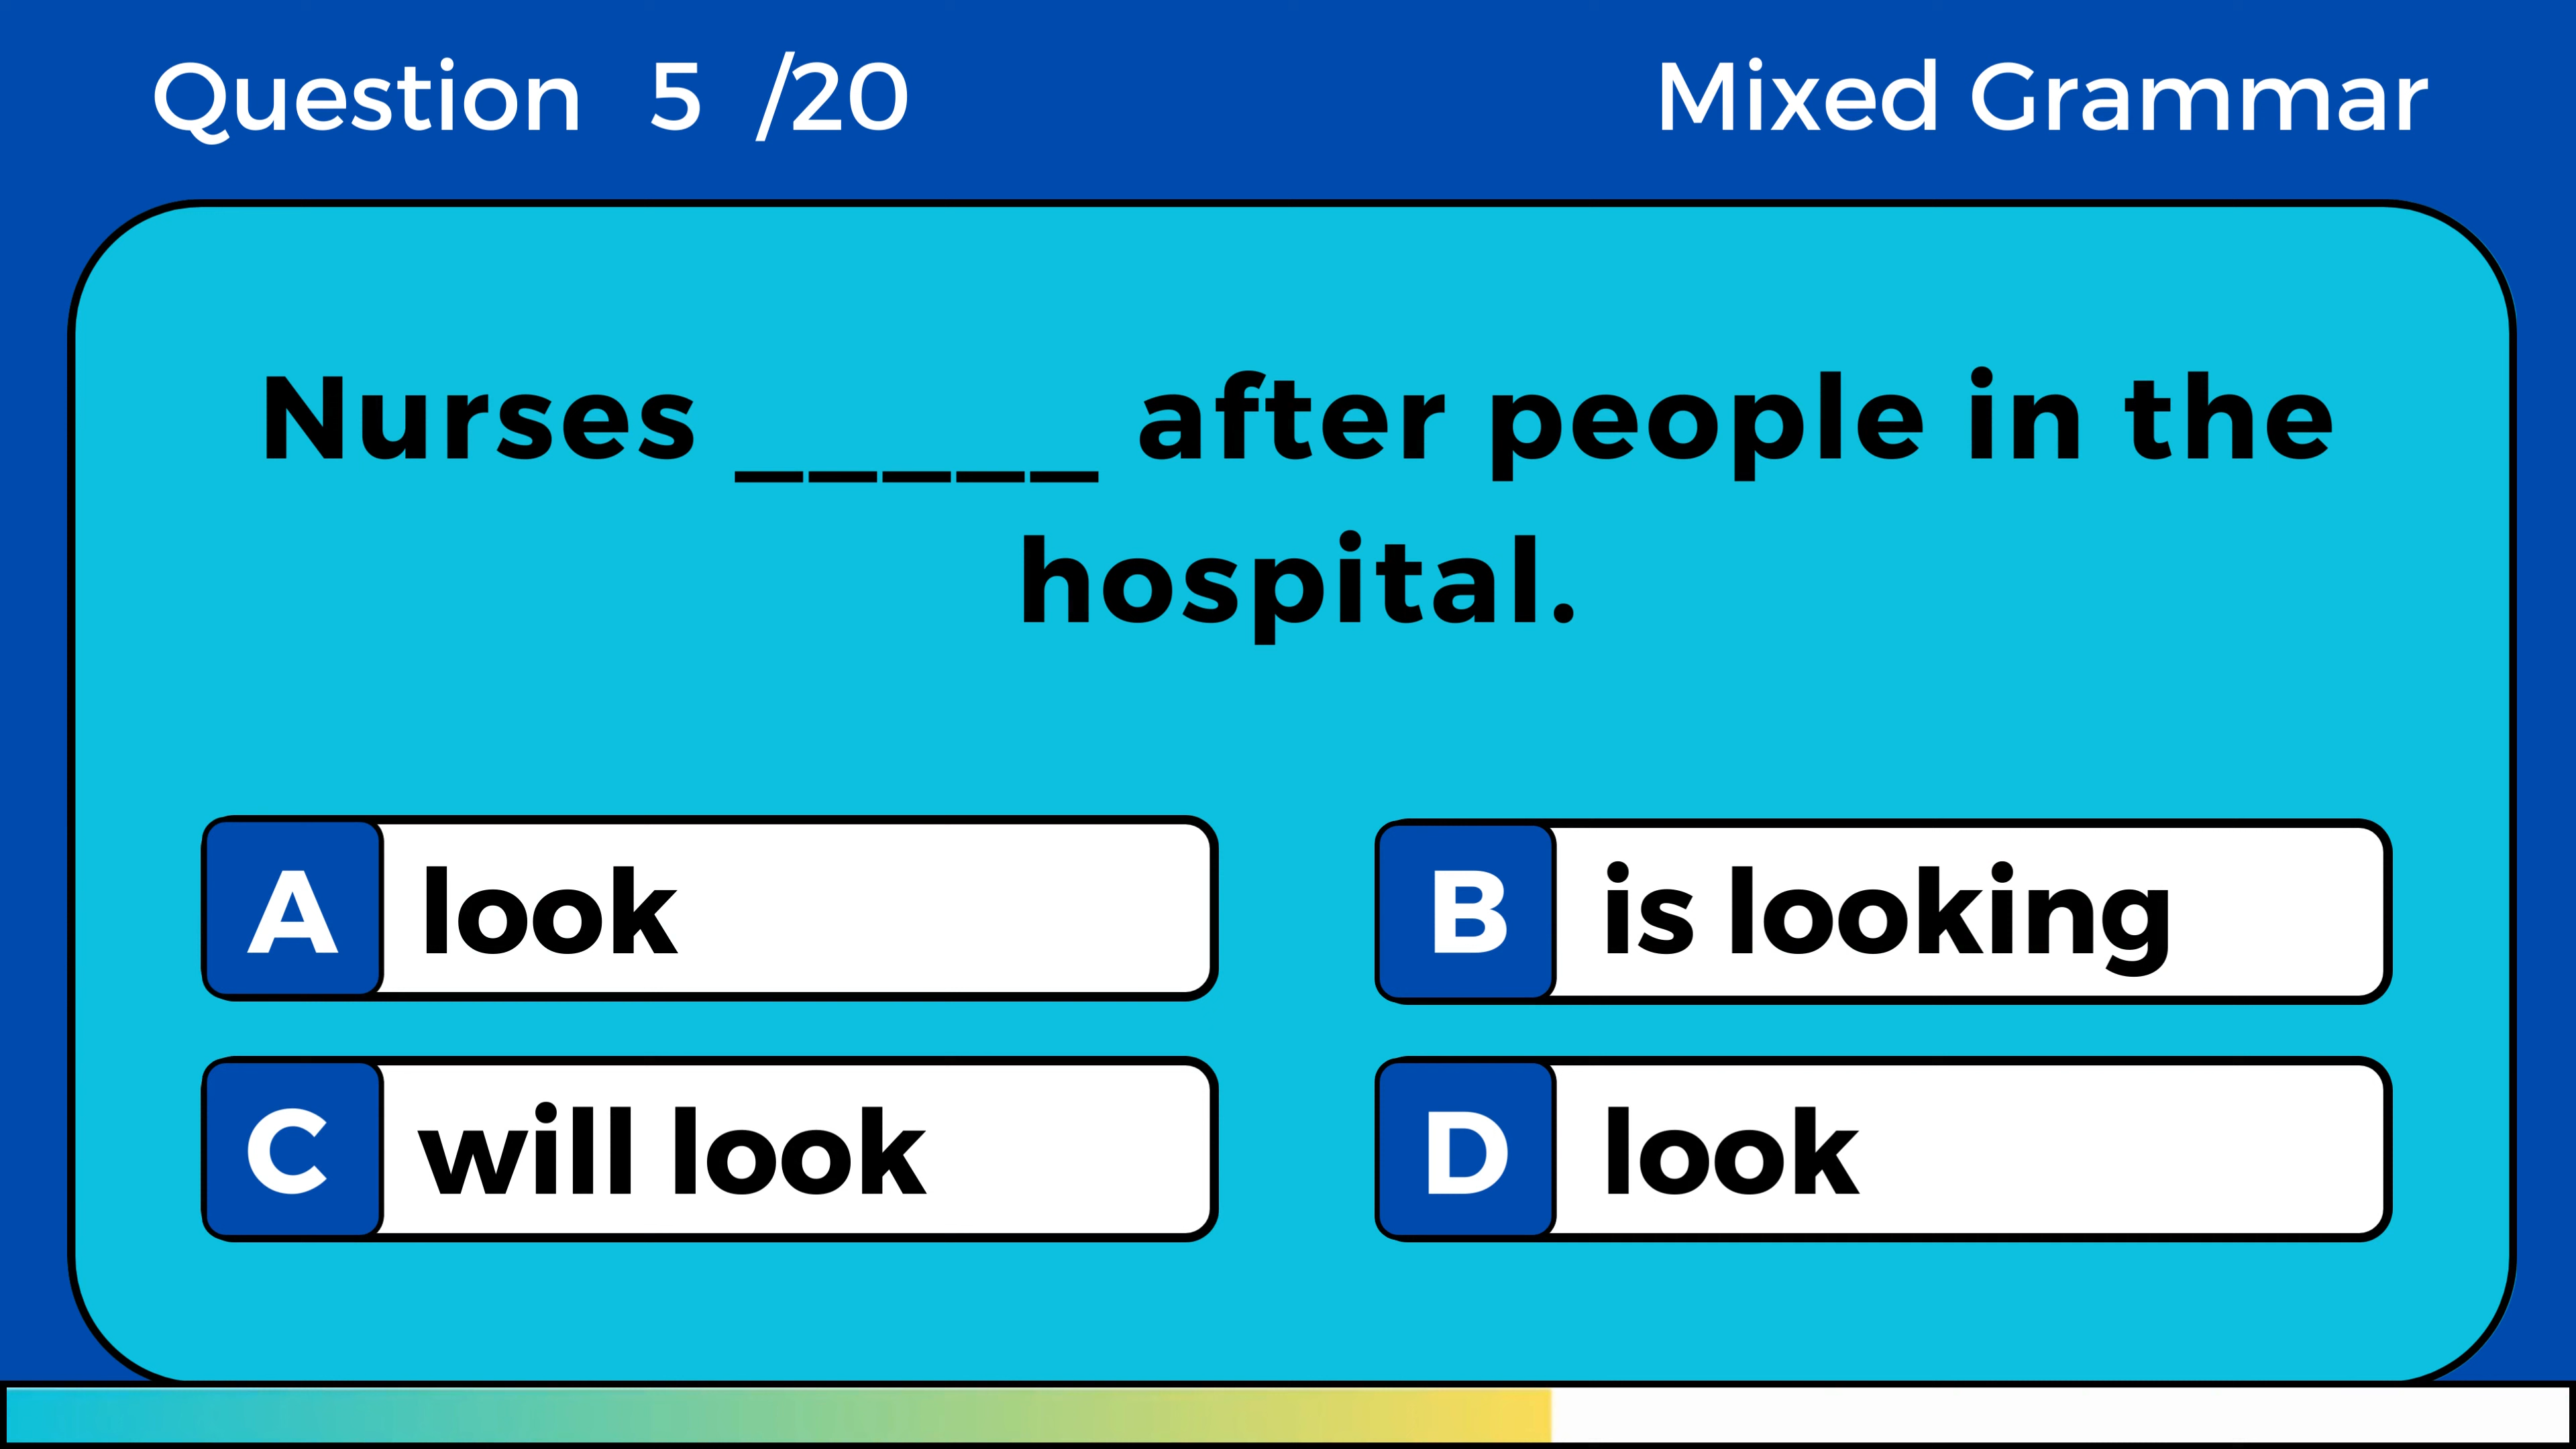 Question 5 /20
Mixed Grammar
Nurses _____ after people in the
hospital.
A look
B is looking
C will look
D look